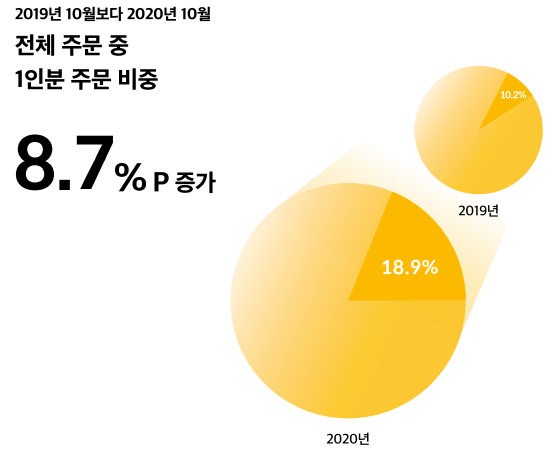 2019년 10월보다 2020년 10월
전체 주문 중
1인분 주문 비중
8.7% P 증가
10.2%
2019년
18.9%
2020년